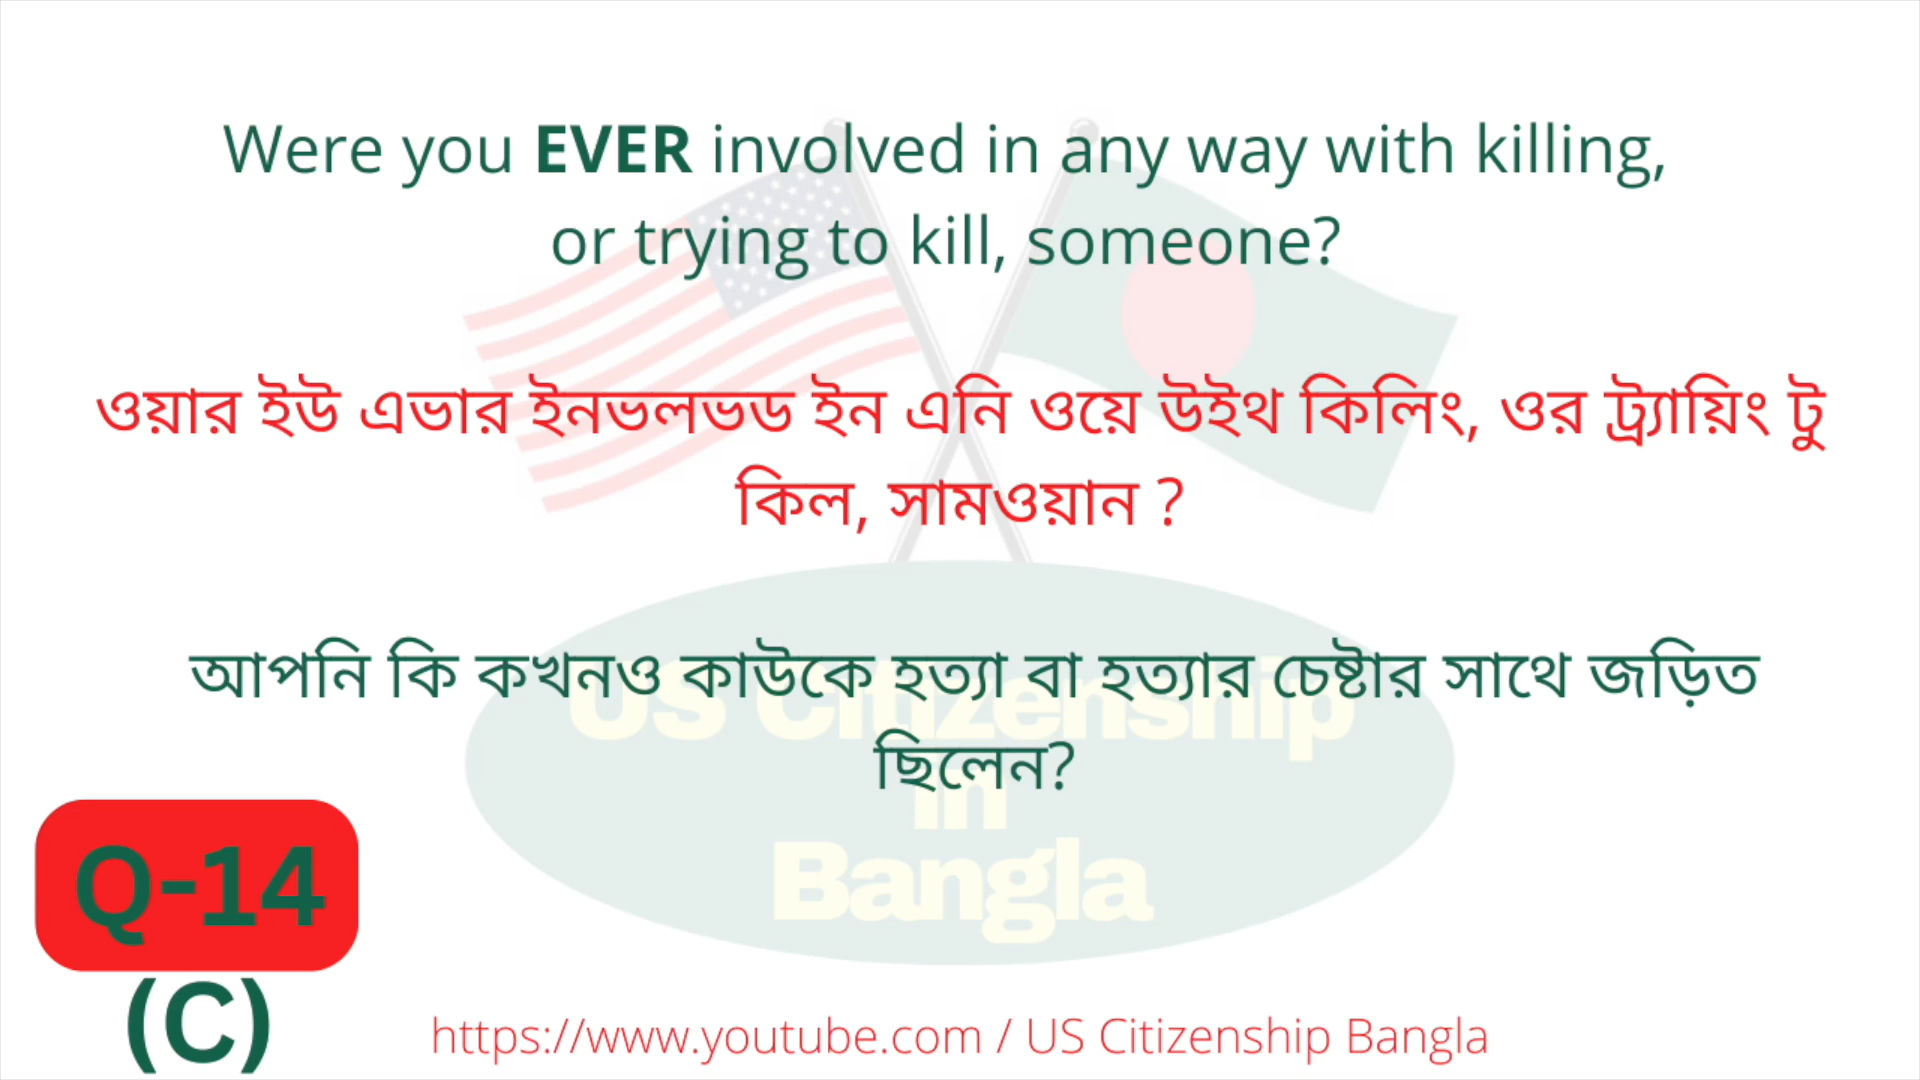 Were you EVER involved in any way with killing,
or trying to kill, someone?
ওয়ার ইউ এভার ইনভলভড ইন এনি ওয়ে উইথ কিলিং, ওর ট্র্যায়িং টু
কিল, সামওয়ান ?
আপনি কি কখনও কাউকে হত্যা বা হত্যার চেষ্টার সাথে জড়িত
ছিলেন?
US Citizenship
in
Bangla
Q-14
(C)
https://www.youtube.com / US Citizenship Bangla